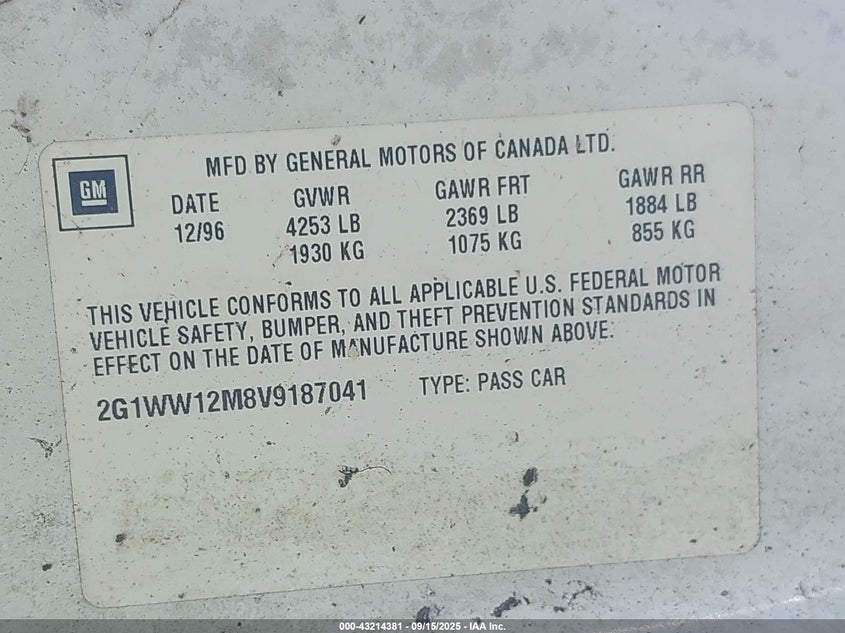 GM
MFD BY GENERAL MOTORS OF CANADA LTD.
DATE GVWR GAWR FRT GAWR RR
12/96 4253 LB 2369 LB 1884 LB
1930 KG 1075 KG 855 KG
THIS VEHICLE CONFORMS TO ALL APPLICABLE U.S. FEDERAL MOTOR
VEHICLE SAFETY, BUMPER, AND THEFT PREVENTION STANDARDS IN
EFFECT ON THE DATE OF MANUFACTURE SHOWN ABOVE.
2G1WW12M8V9187041 TYPE: PASS CAR
000-43214381 - 09/15/2025 - IAA Inc.